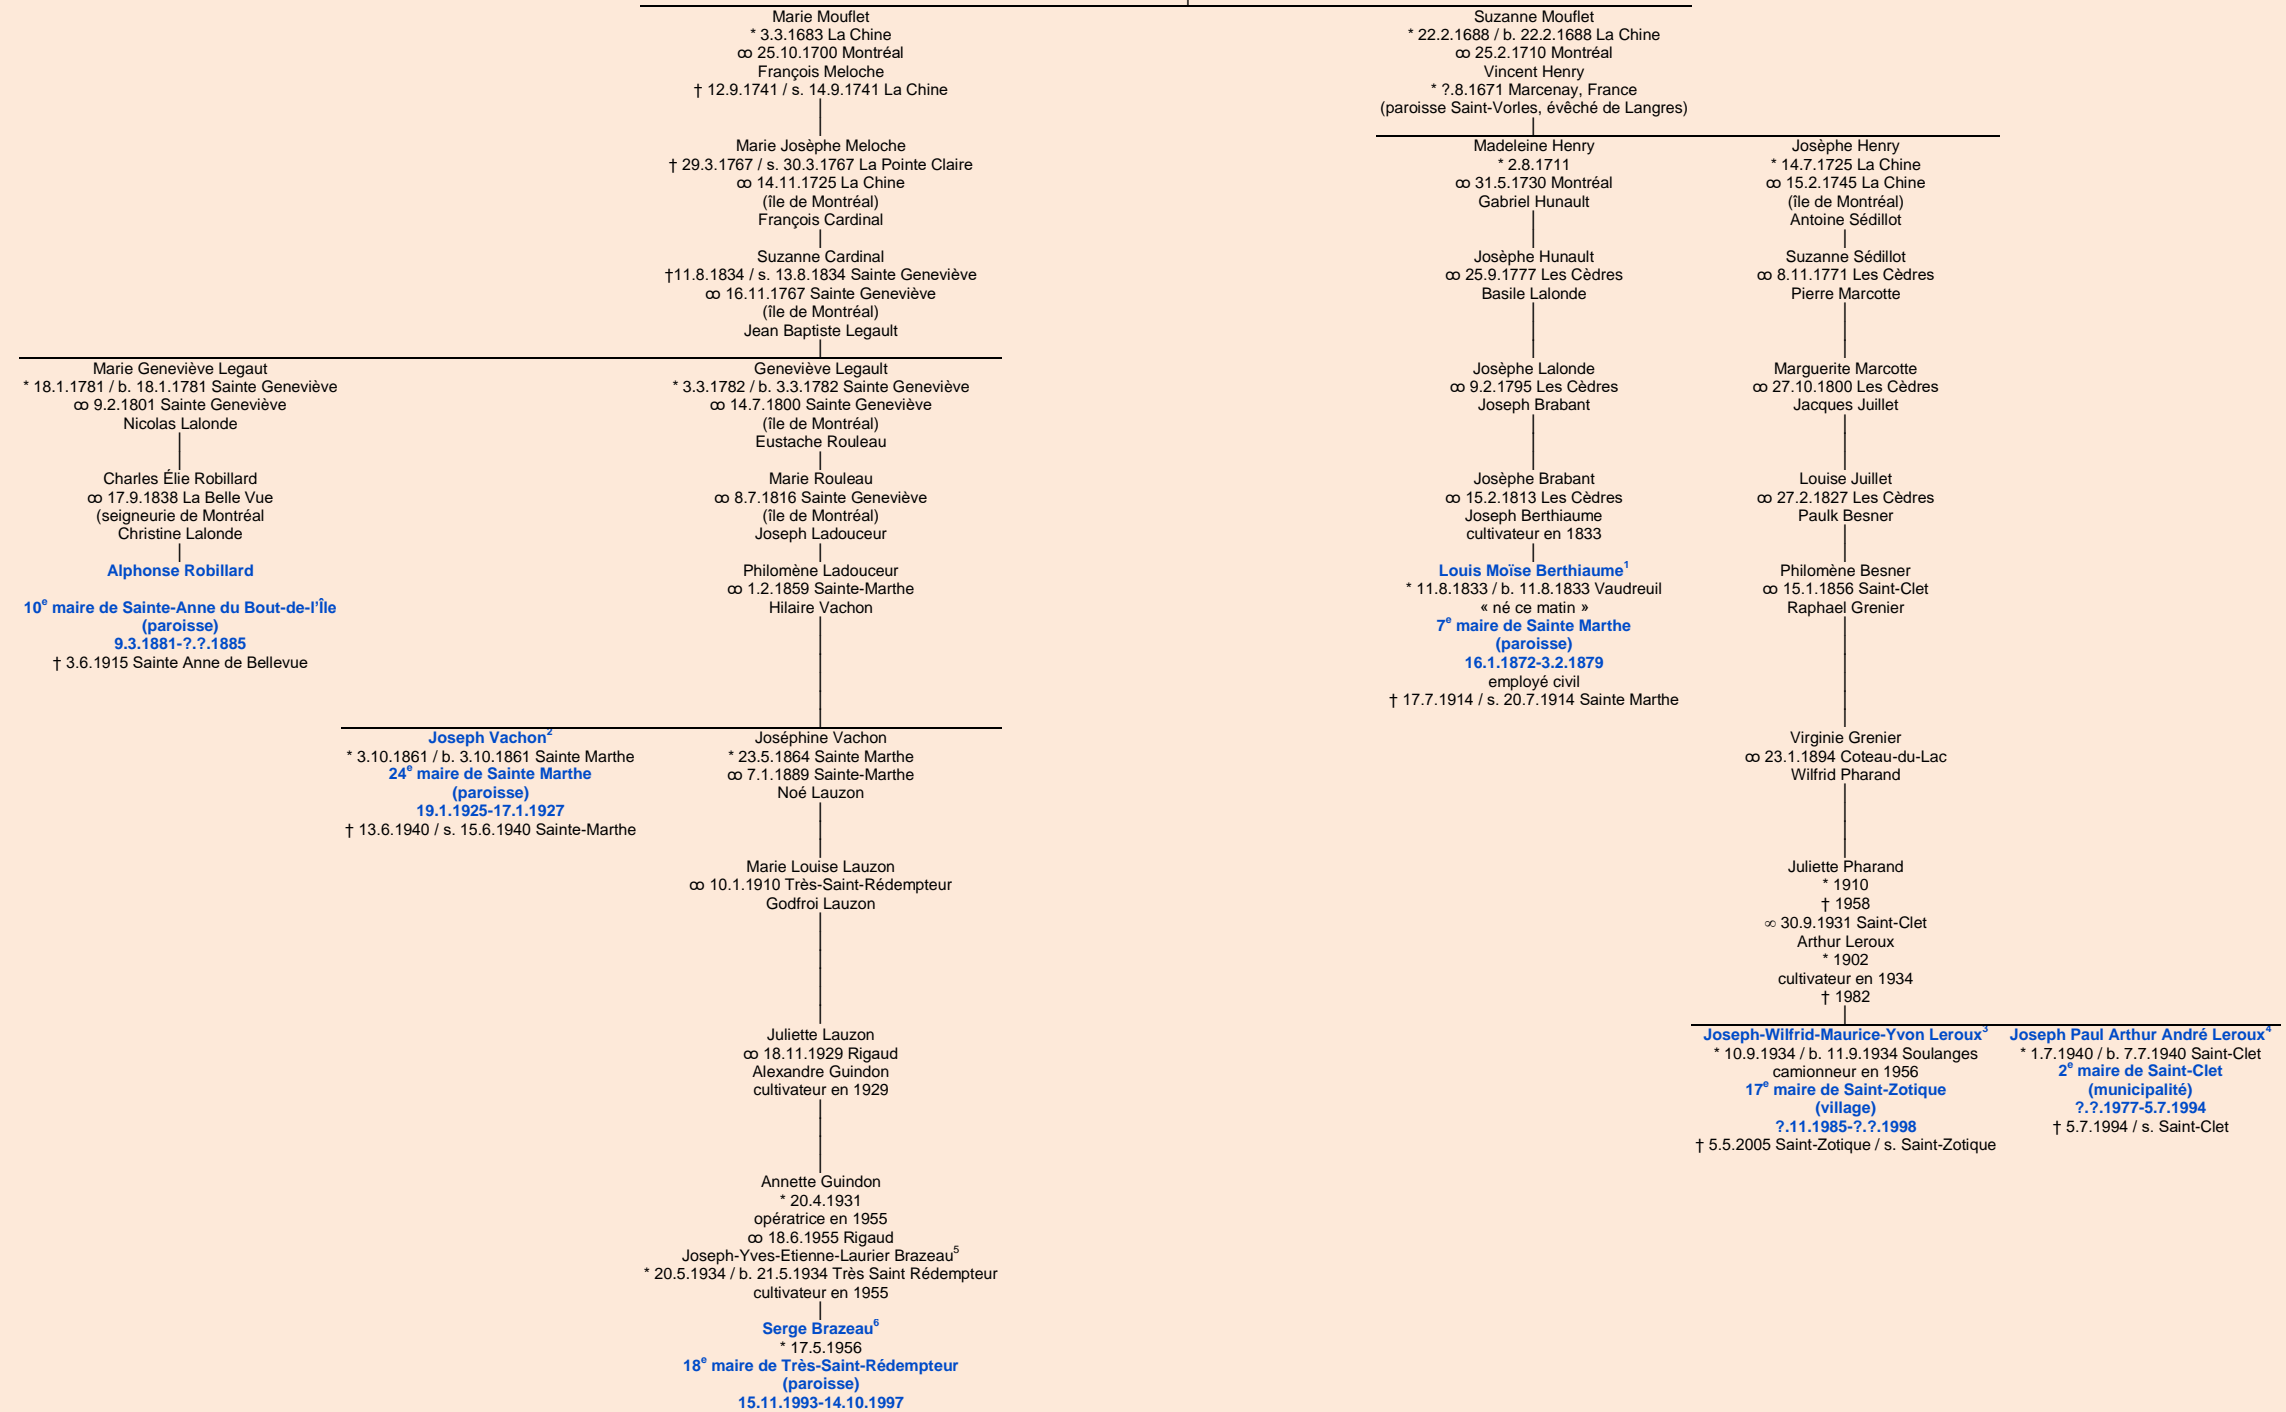 Marie Mouflet
* 3.3.1683 La Chine
ꝏ 25.10.1700 Montréal
François Meloche
† 12.9.1741 / s. 14.9.1741 La Chine
Suzanne Mouflet
* 22.2.1688 / b. 22.2.1688 La Chine
ꝏ 25.2.1710 Montréal
Vincent Henry
* ?.8.1671 Marcenay, France
(paroisse Saint-Vorles, évêché de Langres)
Marie Josèphe Meloche
† 29.3.1767 / s. 30.3.1767 La Pointe Claire
ꝏ 14.11.1725 La Chine
(île de Montréal)
François Cardinal
Madeleine Henry
* 2.8.1711
ꝏ 31.5.1730 Montréal
Gabriel Hunault
Josèphe Henry
* 14.7.1725 La Chine
ꝏ 15.2.1745 La Chine
(île de Montréal)
Antoine Sédillot
Suzanne Cardinal
†11.8.1834 / s. 13.8.1834 Sainte Geneviève
ꝏ 16.11.1767 Sainte Geneviève
(île de Montréal)
Jean Baptiste Legault
Josèphe Hunault
ꝏ 25.9.1777 Les Cèdres
Basile Lalonde
Suzanne Sédillot
ꝏ 8.11.1771 Les Cèdres
Pierre Marcotte
Marie Geneviève Legaut
* 18.1.1781 / b. 18.1.1781 Sainte Geneviève
ꝏ 9.2.1801 Sainte Geneviève
Nicolas Lalonde
Geneviève Legault
* 3.3.1782 / b. 3.3.1782 Sainte Geneviève
ꝏ 14.7.1800 Sainte Geneviève
(île de Montréal)
Eustache Rouleau
Josèphe Lalonde
ꝏ 9.2.1795 Les Cèdres
Joseph Brabant
Marguerite Marcotte
ꝏ 27.10.1800 Les Cèdres
Jacques Juillet
Charles Élie Robillard
ꝏ 17.9.1838 La Belle Vue
(seigneurie de Montréal
Christine Lalonde
Marie Rouleau
ꝏ 8.7.1816 Sainte Geneviève
(île de Montréal)
Joseph Ladouceur
Josèphe Brabant
ꝏ 15.2.1813 Les Cèdres
Joseph Berthiaume
cultivateur en 1833
Louise Juillet
ꝏ 27.2.1827 Les Cèdres
Paulk Besner
Alphonse Robillard
10e maire de Sainte-Anne du Bout-de-l'Île
(paroisse)
9.3.1881-?.?.1885
† 3.6.1915 Sainte Anne de Bellevue
Philomène Ladouceur
ꝏ 1.2.1859 Sainte-Marthe
Hilaire Vachon
Louis Moïse Berthiaume1
* 11.8.1833 / b. 11.8.1833 Vaudreuil
« né ce matin »
7e maire de Sainte Marthe
(paroisse)
16.1.1872-3.2.1879
employé civil
† 17.7.1914 / s. 20.7.1914 Sainte Marthe
Philomène Besner
ꝏ 15.1.1856 Saint-Clet
Raphael Grenier
Joseph Vachon2
* 3.10.1861 / b. 3.10.1861 Sainte Marthe
24e maire de Sainte Marthe
(paroisse)
19.1.1925-17.1.1927
† 13.6.1940 / s. 15.6.1940 Sainte-Marthe
Joséphine Vachon
* 23.5.1864 Sainte Marthe
ꝏ 7.1.1889 Sainte-Marthe
Noé Lauzon
Virginie Grenier
ꝏ 23.1.1894 Coteau-du-Lac
Wilfrid Pharand
Marie Louise Lauzon
ꝏ 10.1.1910 Très-Saint-Rédempteur
Godfroi Lauzon
Juliette Pharand
* 1910
† 1958
∞ 30.9.1931 Saint-Clet
Arthur Leroux
* 1902
cultivateur en 1934
† 1982
Juliette Lauzon
ꝏ 18.11.1929 Rigaud
Alexandre Guindon
cultivateur en 1929
Joseph-Wilfrid-Maurice-Yvon Leroux3
* 10.9.1934 / b. 11.9.1934 Soulanges
camionneur en 1956
17e maire de Saint-Zotique
(village)
?.11.1985-?.?.1998
† 5.5.2005 Saint-Zotique / s. Saint-Zotique
Joseph Paul Arthur André Leroux4
* 1.7.1940 / b. 7.7.1940 Saint-Clet
2e maire de Saint-Clet
(municipalité)
?.?.1977-5.7.1994
† 5.7.1994 / s. Saint-Clet
Annette Guindon
* 20.4.1931
opératrice en 1955
ꝏ 18.6.1955 Rigaud
Joseph-Yves-Etienne-Laurier Brazeau5
* 20.5.1934 / b. 21.5.1934 Très Saint Rédempteur
cultivateur en 1955
Serge Brazeau6
* 17.5.1956
18e maire de Très-Saint-Rédempteur
(paroisse)
15.11.1993-14.10.1997